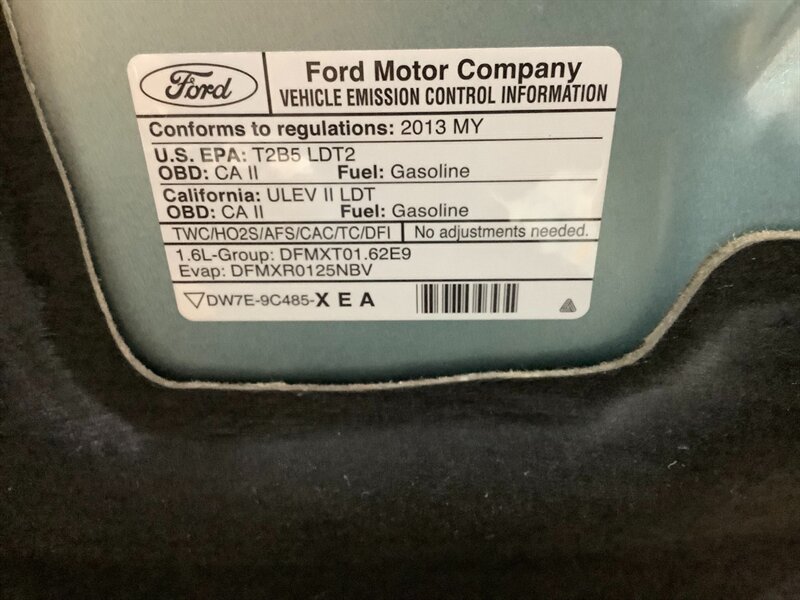 Ford
Ford Motor Company
VEHICLE EMISSION CONTROL INFORMATION
Conforms to regulations: 2013 MY
U.S. EPA: T2B5 LDT2
OBD: CA II Fuel: Gasoline
California: ULEV II LDT
OBD: CA II Fuel: Gasoline
TWC/HO2S/AFS/CAC/TC/DFI No adjustments needed.
1.6L-Group: DFMXT01.62E9
Evap: DFMXR0125NBV
▽DW7E-9C485-X E A